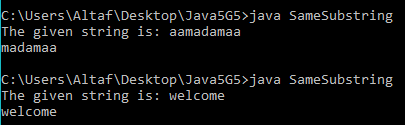 C:\Users\Altaf\Desktop\Java5G5>java SameSubstring
The given string is: aamadamaa
madamaa
C:\Users\Altaf\Desktop\Java5G5>java SameSubstring
The given string is: welcome
welcome